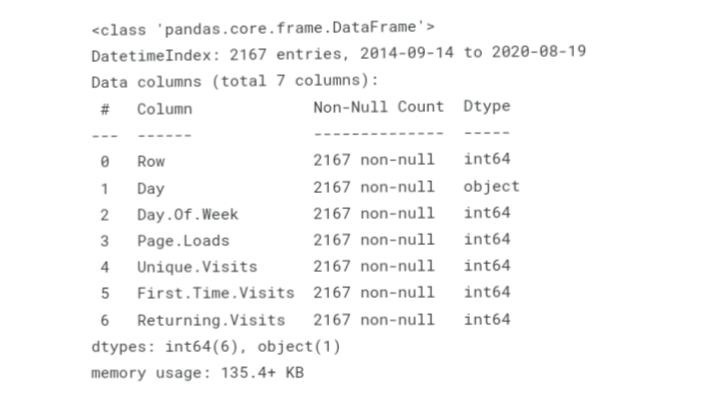 <class 'pandas.core.frame.DataFrame'>
DatetimeIndex: 2167 entries, 2014-09-14 to 2020-08-19
Data columns (total 7 columns):
 #   Column             Non-Null Count  Dtype
---  ------             --------------  -----
 0   Row                2167 non-null   int64
 1   Day                2167 non-null   object
 2   Day.Of.Week        2167 non-null   int64
 3   Page.Loads         2167 non-null   int64
 4   Unique.Visits      2167 non-null   int64
 5   First.Time.Visits  2167 non-null   int64
 6   Returning.Visits   2167 non-null   int64
dtypes: int64(6), object(1)
memory usage: 135.4+ KB